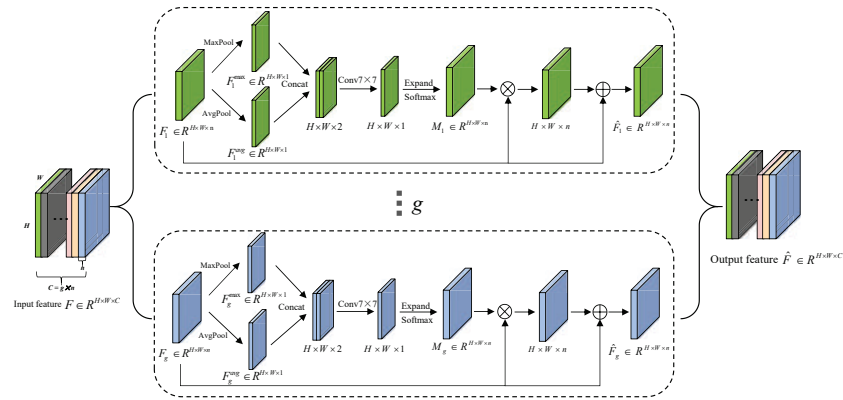 MaxPool
F₁^max ∈ R^H×W×1
Concat
Conv7×7
Expand
Softmax
AvgPool
F₁ ∈ R^H×W×n
F₁^avg ∈ R^H×W×1
H×W×2
H×W×1
M₁ ∈ R^H×W×n
H×W×n
F̂₁ ∈ R^H×W×n
W
H
n
C=g×n
Input feature F ∈ R^H×W×C
g
Output feature F̂ ∈ R^H×W×C
MaxPool
F_g^max ∈ R^H×W×1
Concat
Conv7×7
Expand
Softmax
AvgPool
F_g ∈ R^H×W×n
F_g^avg ∈ R^H×W×1
H×W×2
H×W×1
M_g ∈ R^H×W×n
H×W×n
F̂_g ∈ R^H×W×n